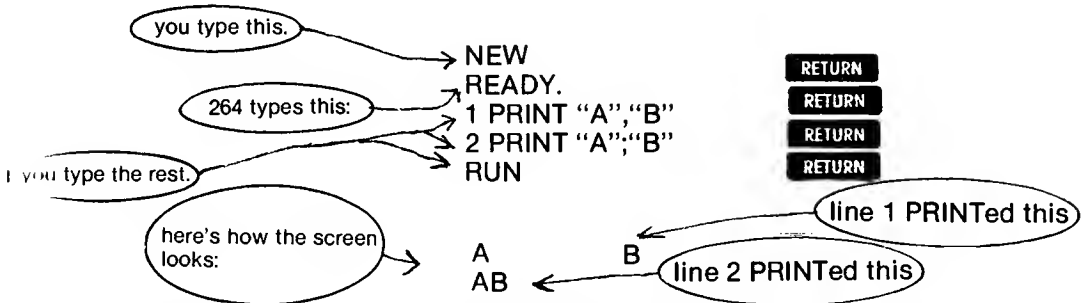 you type this.
NEW
RETURN
READY.
RETURN
264 types this:
1 PRINT “A”,“B”
RETURN
2 PRINT “A”;“B”
RETURN
you type the rest.
RUN
line 1 PRINTed this
here's how the screen
looks:
A B
AB
line 2 PRINTed this